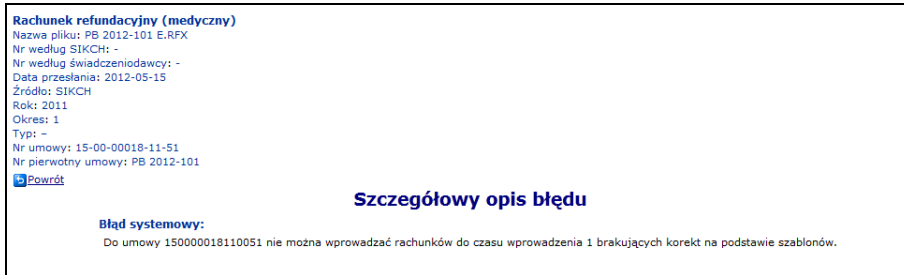 Rachunek refundacyjny (medyczny)
Nazwa pliku: PB 2012-101 E.RFX
Nr według SIKCH: -
Nr według świadczeniodawcy: -
Data przesłania: 2012-05-15
Źródło: SIKCH
Rok: 2011
Okres: 1
Typ: –
Nr umowy: 15-00-00018-11-51
Nr pierwotny umowy: PB 2012-101
Powrót
Szczegółowy opis błędu
Błąd systemowy:
Do umowy 150000018110051 nie można wprowadzać rachunków do czasu wprowadzenia 1 brakujących korekt na podstawie szablonów.